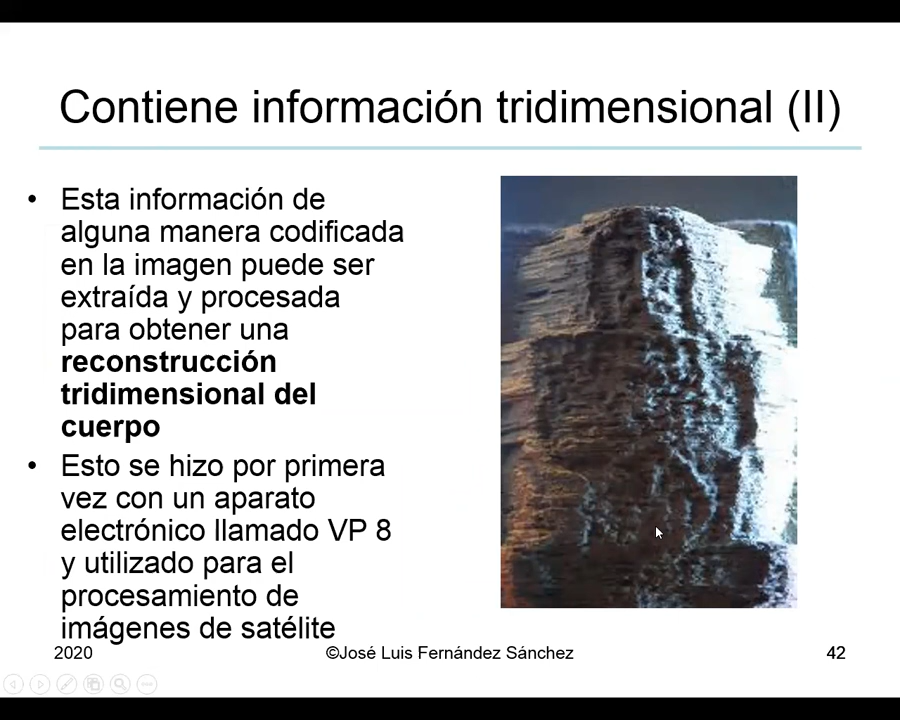 Contiene información tridimensional (II)
• Esta información de
alguna manera codificada
en la imagen puede ser
extraída y procesada
para obtener una
reconstrucción
tridimensional del
cuerpo
• Esto se hizo por primera
vez con un aparato
electrónico llamado VP 8
y utilizado para el
procesamiento de
imágenes de satélite
2020 ©José Luis Fernández Sánchez 42